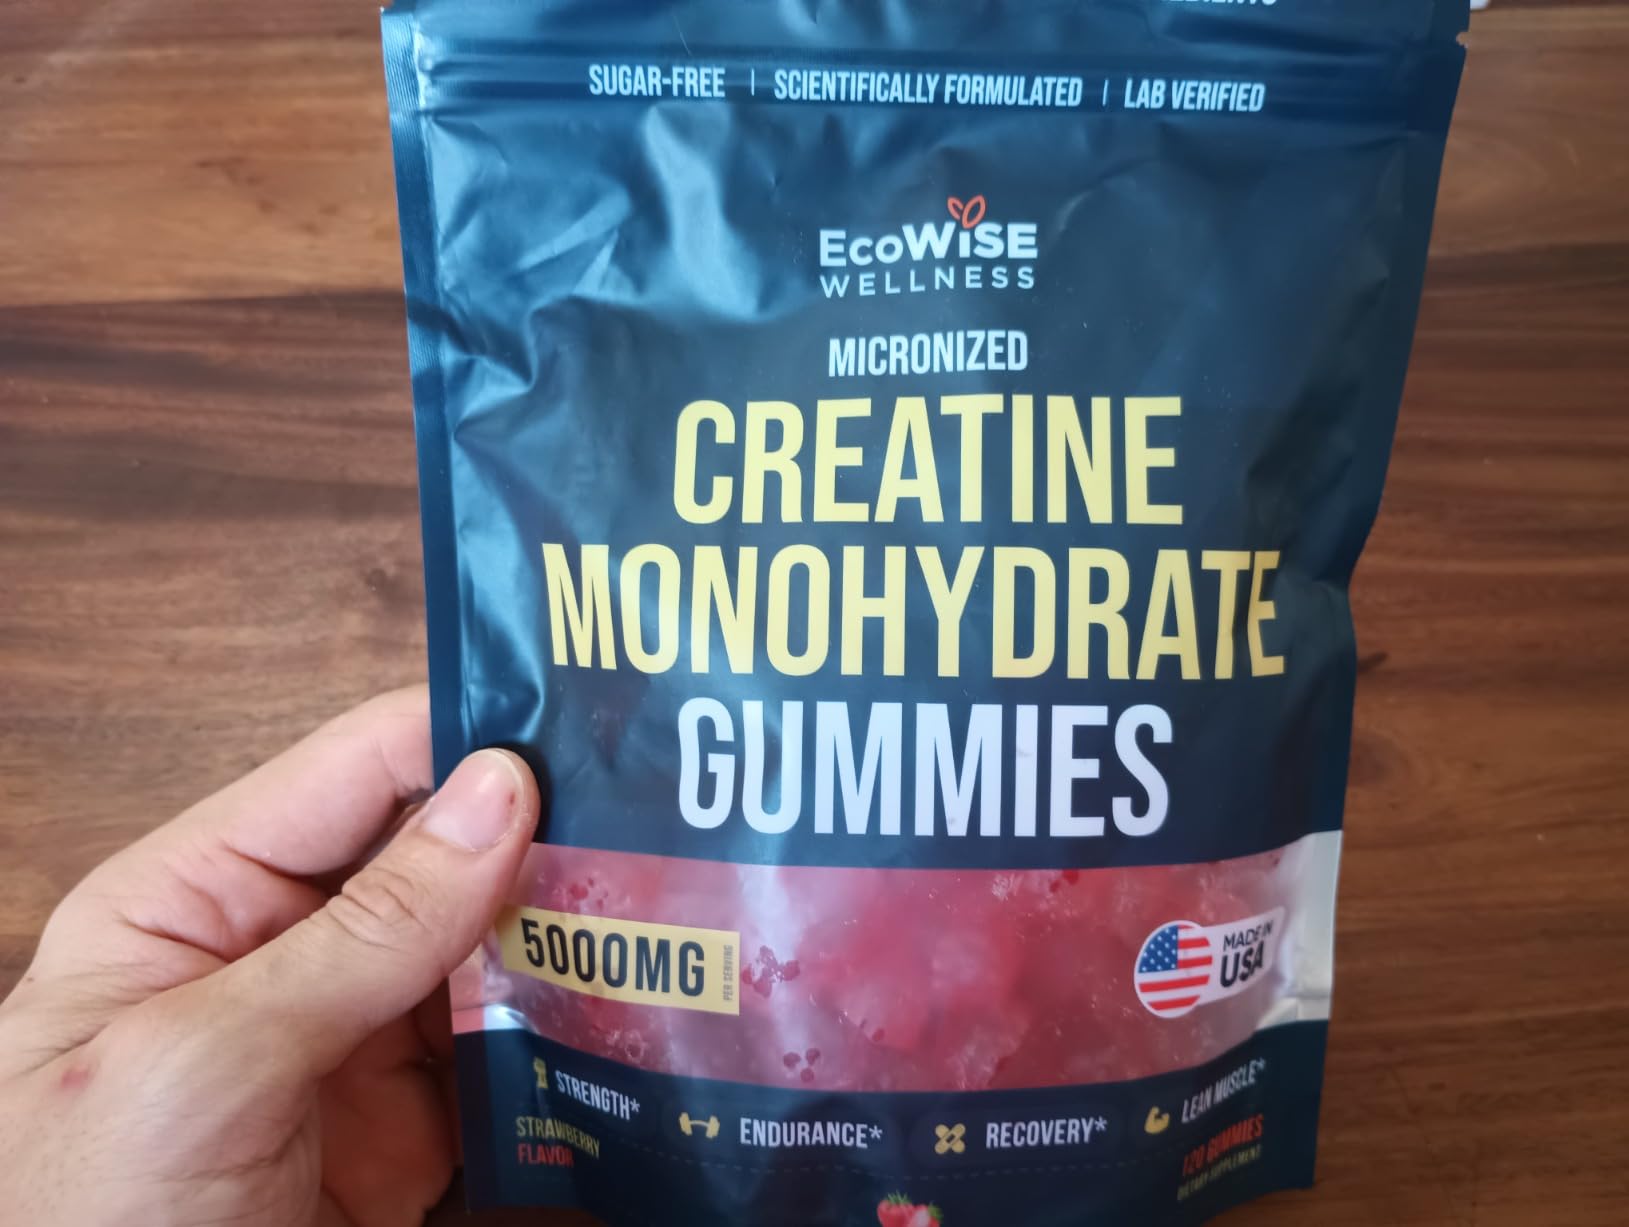 SUGAR-FREE | SCIENTIFICALLY FORMULATED | LAB VERIFIED
EcoWiSE
WELLNESS
MICRONIZED
CREATINE
MONOHYDRATE
GUMMIES
5000MG
PER SERVING
MADE IN
USA
STRENGTH*
ENDURANCE*
RECOVERY*
LEAN MUSCLE*
STRAWBERRY
FLAVOR
120 GUMMIES
DIETARY SUPPLEMENT